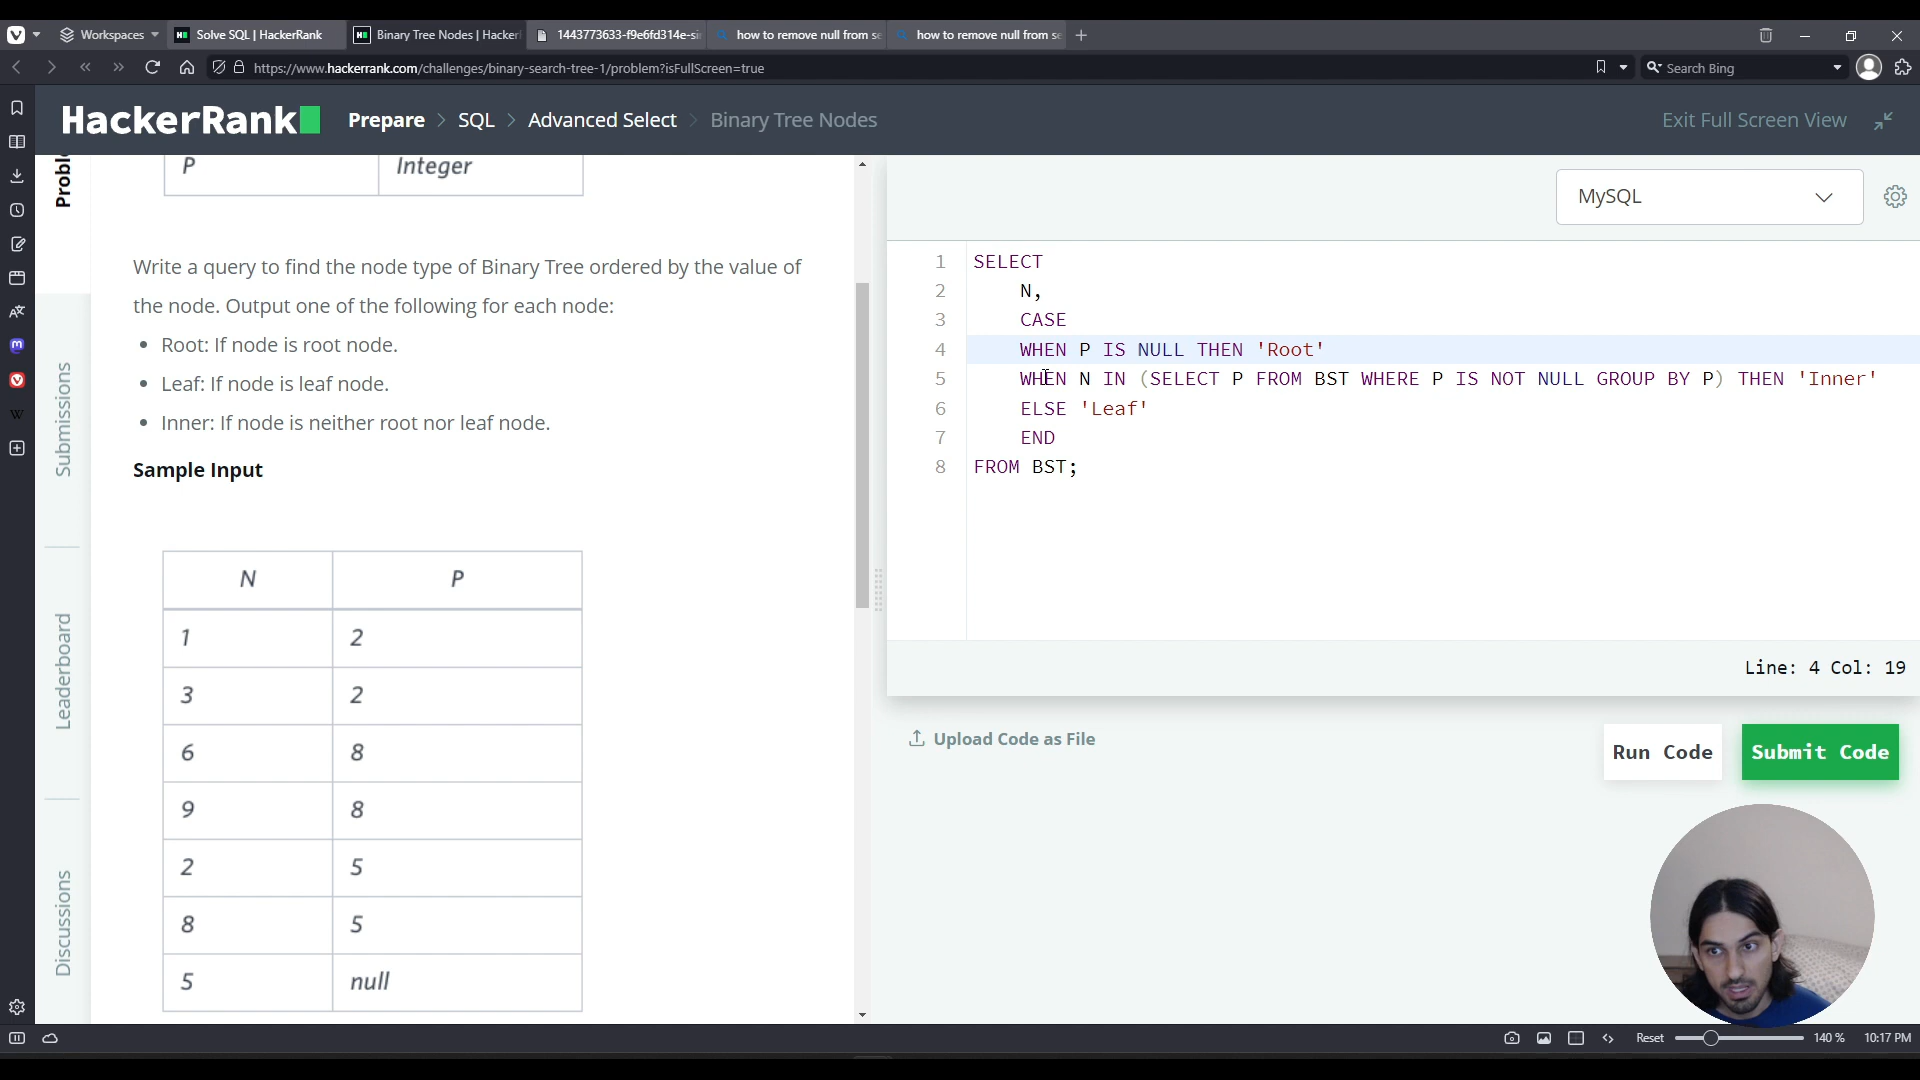 Workspaces
Solve SQL | HackerRank
Binary Tree Nodes | Hacker
1443773633-f9e6fd314e-si
how to remove null from s
how to remove null from s
https://www.hackerrank.com/challenges/binary-search-tree-1/problem?isFullScreen=true
Search Bing
HackerRank
Prepare > SQL > Advanced Select > Binary Tree Nodes
Exit Full Screen View
Probl
Submissions
Leaderboard
Discussions
P Integer
Write a query to find the node type of Binary Tree ordered by the value of
the node. Output one of the following for each node:
• Root: If node is root node.
• Leaf: If node is leaf node.
• Inner: If node is neither root nor leaf node.
Sample Input
N P
1 2
3 2
6 8
9 8
2 5
8 5
5 null
MySQL
1 SELECT
2 N,
3 CASE
4 WHEN P IS NULL THEN 'Root'
5 WHEN N IN (SELECT P FROM BST WHERE P IS NOT NULL GROUP BY P) THEN 'Inner'
6 ELSE 'Leaf'
7 END
8 FROM BST;
Line: 4 Col: 19
Upload Code as File
Run Code
Submit Code
Reset
140 %
10:17 PM